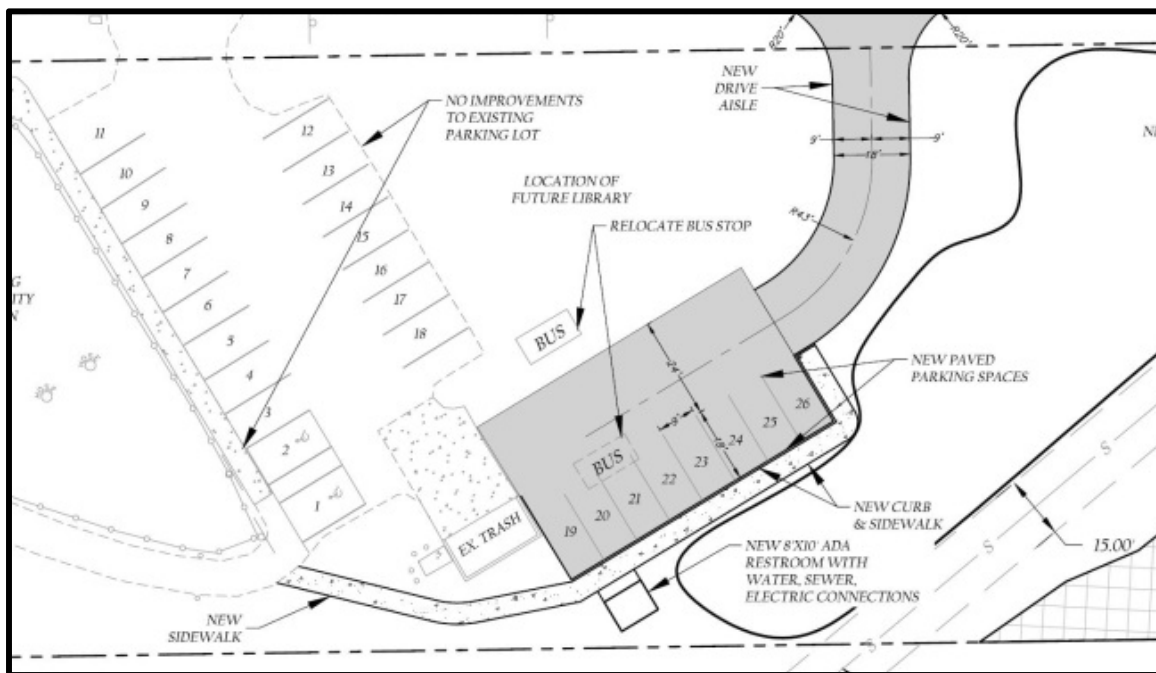 R20'
R20'
NEW
DRIVE
AISLE
NO IMPROVEMENTS
TO EXISTING
PARKING LOT
11
12
10
13
9
14
8
15
7
16
6
17
5
18
4
3
2
1
9'
9'
18'
LOCATION OF
FUTURE LIBRARY
RELOCATE BUS STOP
R43'
BUS
24'
NEW PAVED
PARKING SPACES
9'
18'
BUS
26
25
24
23
22
21
20
19
EX. TRASH
NEW CURB
& SIDEWALK
NEW 8'X10' ADA
RESTROOM WITH
WATER, SEWER,
ELECTRIC CONNECTIONS
NEW
SIDEWALK
15.00'
S
S
S